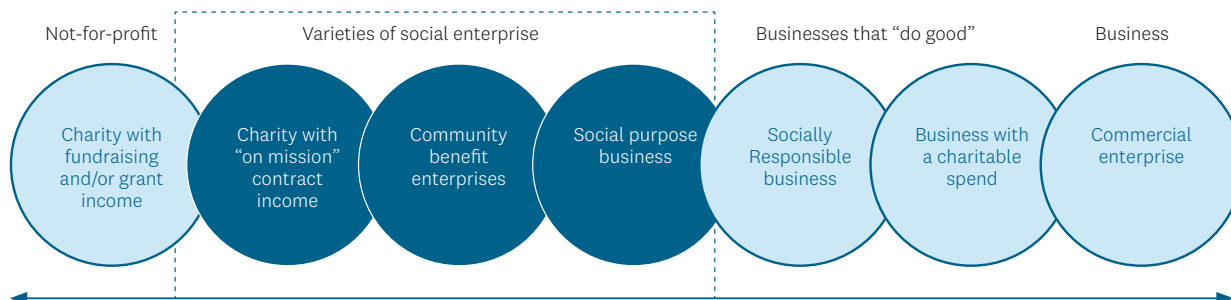 Not-for-profit
Varieties of social enterprise
Businesses that “do good”
Business
Charity with
fundraising
and/or grant
income
Charity with
“on mission”
contract
income
Community
benefit
enterprises
Social purpose
business
Socially
Responsible
business
Business with
a charitable
spend
Commercial
enterprise